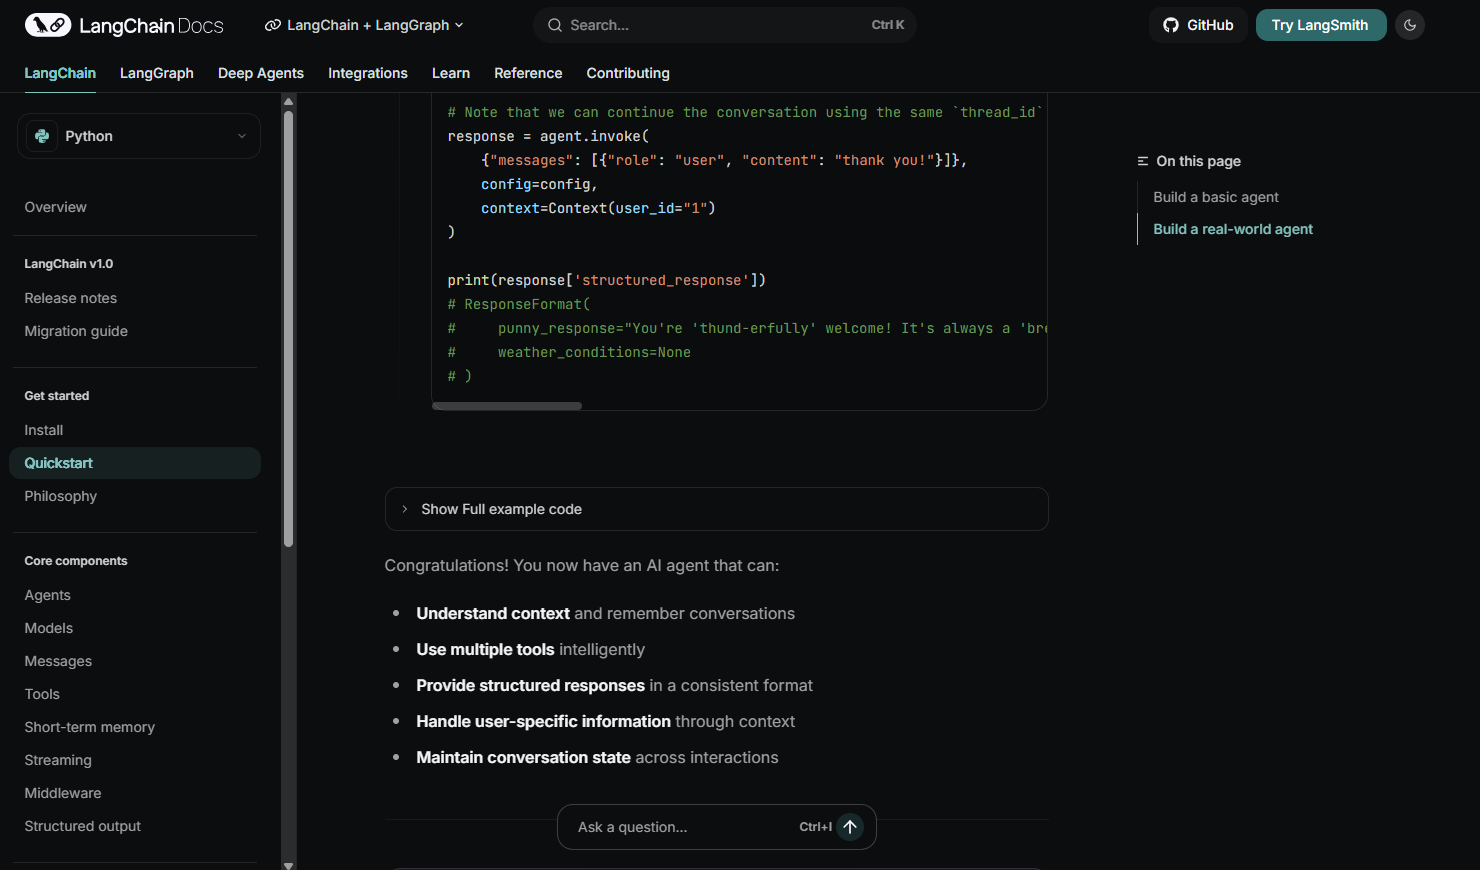 LangChain Docs
LangChain + LangGraph
Search...
Ctrl K
GitHub
Try LangSmith
LangChain
LangGraph
Deep Agents
Integrations
Learn
Reference
Contributing
Python
Overview
LangChain v1.0
Release notes
Migration guide
Get started
Install
Quickstart
Philosophy
Core components
Agents
Models
Messages
Tools
Short-term memory
Streaming
Middleware
Structured output
# Note that we can continue the conversation using the same `thread_id`
response = agent.invoke(
    {"messages": [{"role": "user", "content": "thank you!"}]},
    config=config,
    context=Context(user_id="1")
)
print(response['structured_response'])
# ResponseFormat(
#     punny_response="You're 'thund-erfully' welcome! It's always a 'bre
#     weather_conditions=None
# )
Show Full example code
Congratulations! You now have an AI agent that can:
• Understand context and remember conversations
• Use multiple tools intelligently
• Provide structured responses in a consistent format
• Handle user-specific information through context
• Maintain conversation state across interactions
Ask a question...
Ctrl+I
On this page
Build a basic agent
Build a real-world agent